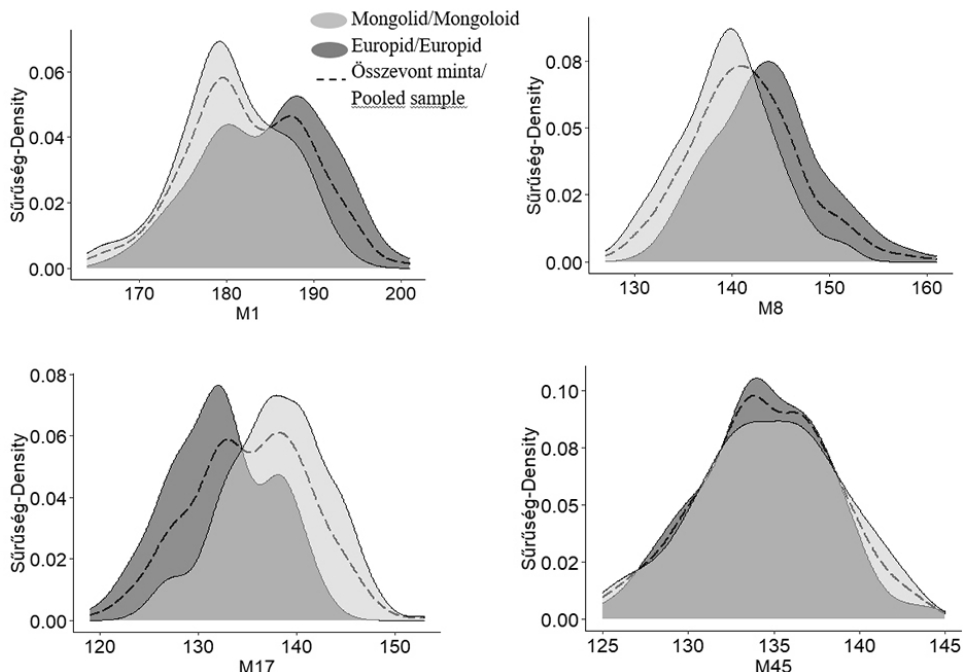 Mongolid/Mongoloid
Europid/Europid
Összevont minta/
Pooled sample
Sűrűség-Density
0.06
0.04
0.02
0.00
170 180 190 200
M1
Sűrűség-Density
0.08
0.05
0.02
0.00
130 140 150 160
M8
Sűrűség-Density
0.08
0.06
0.04
0.02
0.00
120 130 140 150
M17
Sűrűség-Density
0.10
0.08
0.05
0.02
0.00
125 130 135 140 145
M45